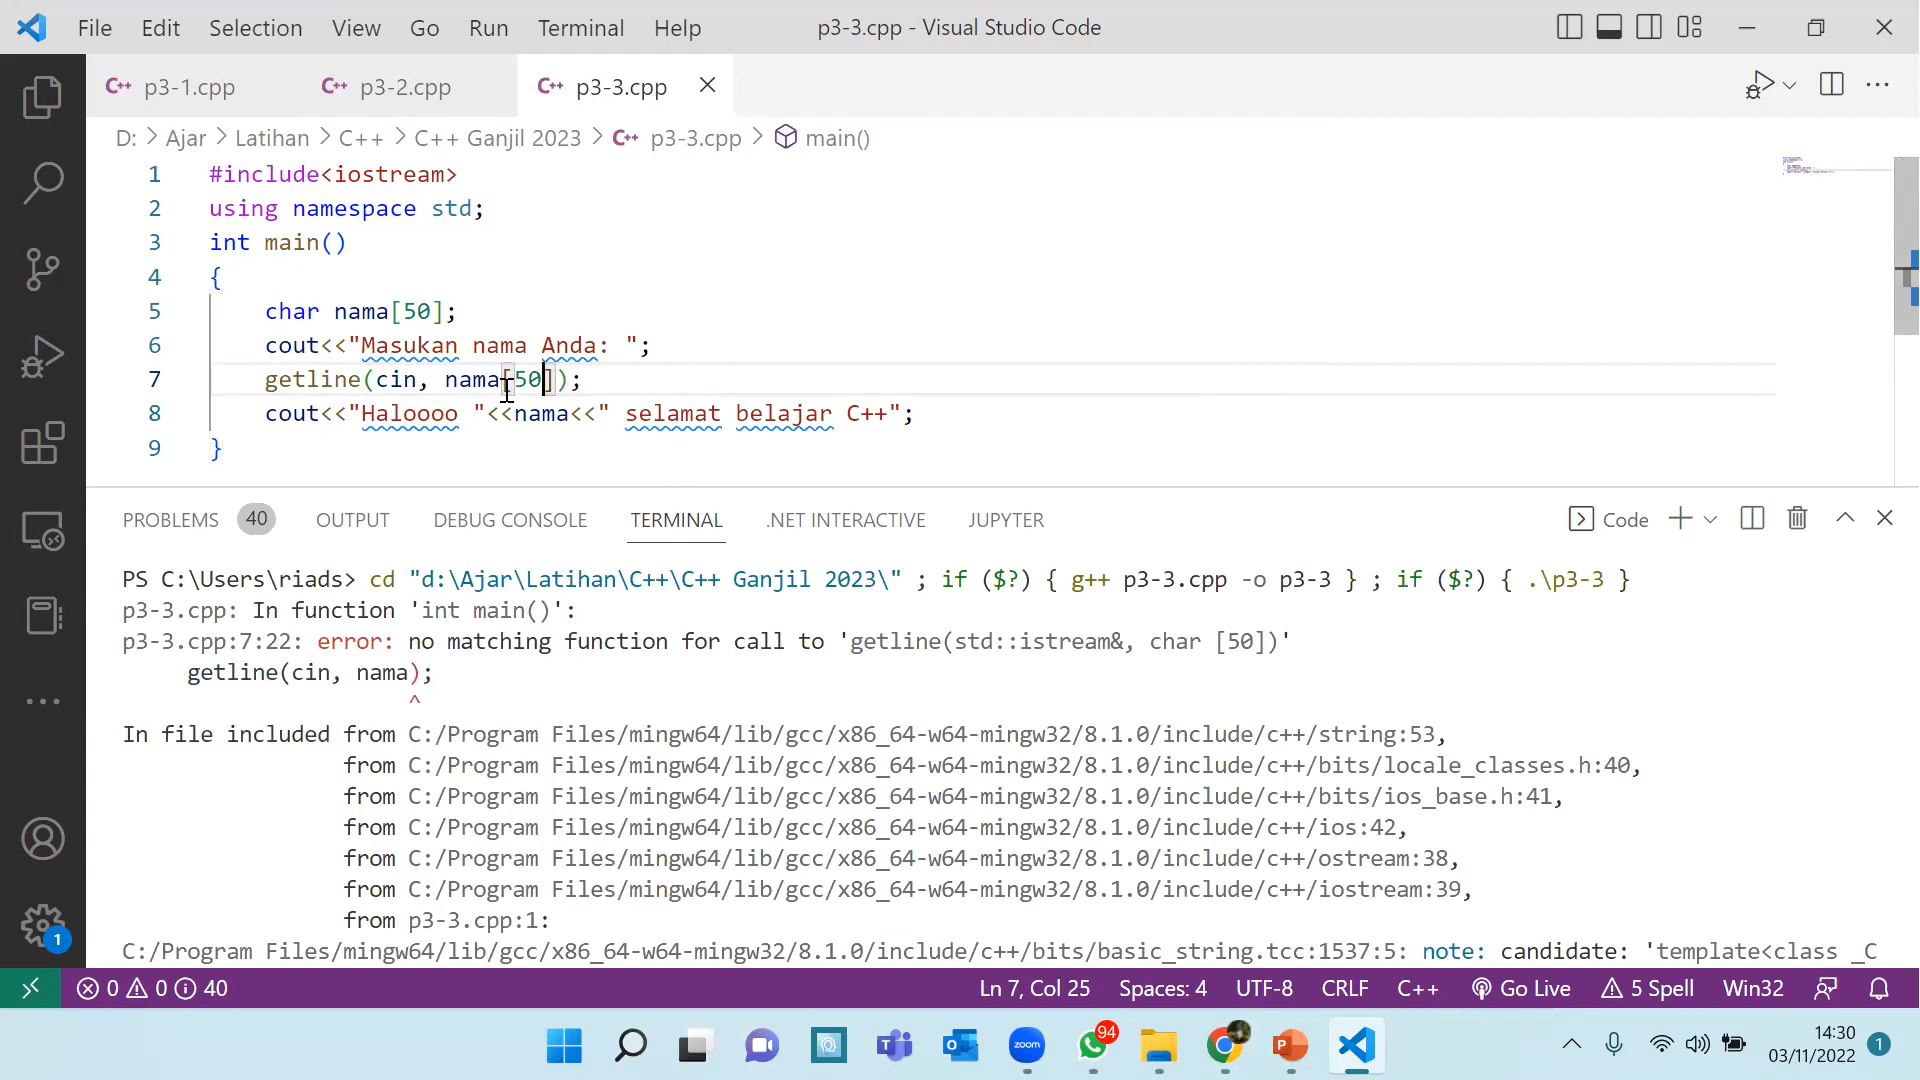 File Edit Selection View Go Run Terminal Help p3-3.cpp - Visual Studio Code
C++ p3-1.cpp C++ p3-2.cpp C++ p3-3.cpp
D: > Ajar > Latihan > C++ > C++ Ganjil 2023 > C++ p3-3.cpp > main()
1 #include<iostream>
2 using namespace std;
3 int main()
4 {
5 char nama[50];
6 cout<<"Masukan nama Anda: ";
7 getline(cin, nama[50]);
8 cout<<"Haloooo "<<nama<<" selamat belajar C++";
9 }
PROBLEMS 40 OUTPUT DEBUG CONSOLE TERMINAL .NET INTERACTIVE JUPYTER Code
PS C:\Users\riads> cd "d:\Ajar\Latihan\C++\C++ Ganjil 2023\" ; if ($?) { g++ p3-3.cpp -o p3-3 } ; if ($?) { .\p3-3 }
p3-3.cpp: In function 'int main()':
p3-3.cpp:7:22: error: no matching function for call to 'getline(std::istream&, char [50])'
getline(cin, nama);
^
In file included from C:/Program Files/mingw64/lib/gcc/x86_64-w64-mingw32/8.1.0/include/c++/string:53,
from C:/Program Files/mingw64/lib/gcc/x86_64-w64-mingw32/8.1.0/include/c++/bits/locale_classes.h:40,
from C:/Program Files/mingw64/lib/gcc/x86_64-w64-mingw32/8.1.0/include/c++/bits/ios_base.h:41,
from C:/Program Files/mingw64/lib/gcc/x86_64-w64-mingw32/8.1.0/include/c++/ios:42,
from C:/Program Files/mingw64/lib/gcc/x86_64-w64-mingw32/8.1.0/include/c++/ostream:38,
from C:/Program Files/mingw64/lib/gcc/x86_64-w64-mingw32/8.1.0/include/c++/iostream:39,
from p3-3.cpp:1:
C:/Program Files/mingw64/lib/gcc/x86_64-w64-mingw32/8.1.0/include/c++/bits/basic_string.tcc:1537:5: note: candidate: 'template<class _C
1
0 0 40 Ln 7, Col 25 Spaces: 4 UTF-8 CRLF C++ Go Live 5 Spell Win32
zoom 94 14:30
03/11/2022 1